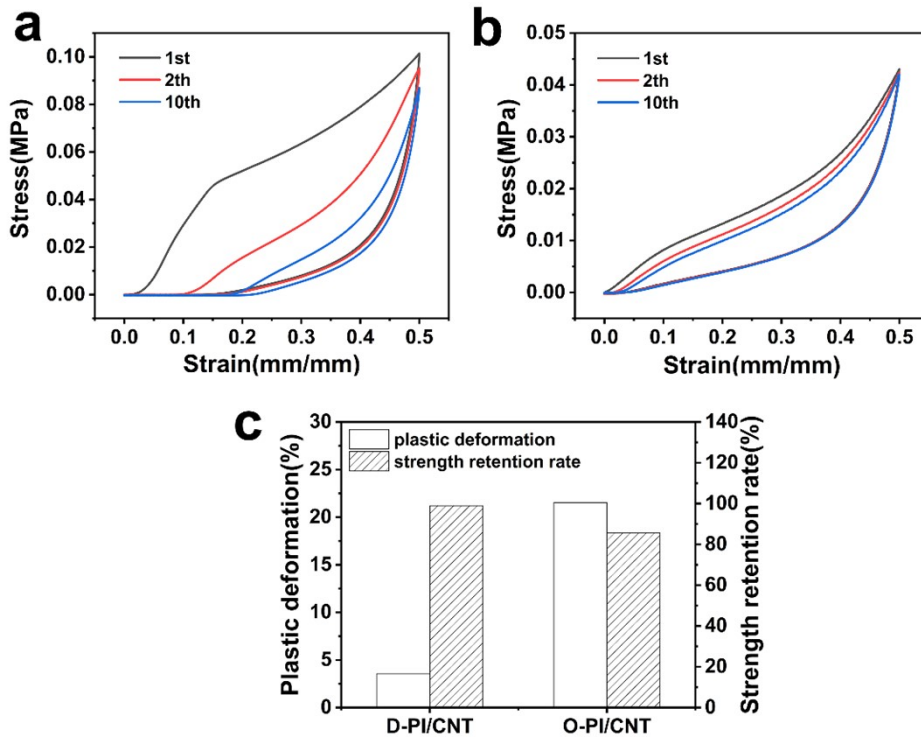 a
1st
2th
10th
0.10
0.08
0.06
0.04
0.02
0.00
Stress(MPa)
0.0 0.1 0.2 0.3 0.4 0.5
Strain(mm/mm)
b
1st
2th
10th
0.05
0.04
0.03
0.02
0.01
0.00
Stress(MPa)
0.0 0.1 0.2 0.3 0.4 0.5
Strain(mm/mm)
c
plastic deformation
strength retention rate
30
25
20
15
10
5
0
Plastic deformation(%)
140
120
100
80
60
40
20
0
Strength retention rate(%)
D-PI/CNT O-PI/CNT